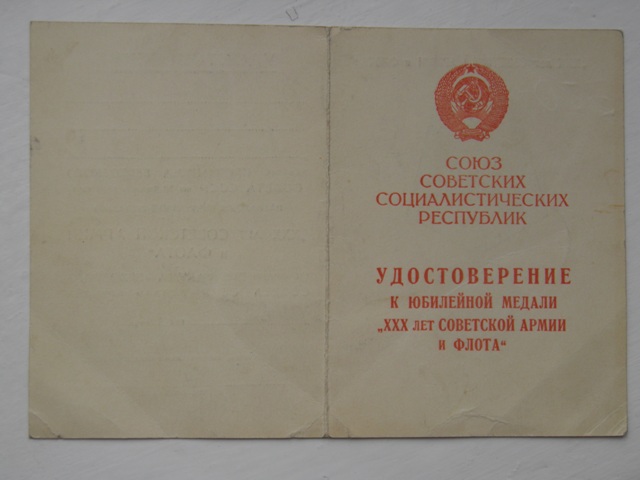 СОЮЗ
СОВЕТСКИХ
СОЦИАЛИСТИЧЕСКИХ
РЕСПУБЛИК
УДОСТОВЕРЕНИЕ
К ЮБИЛЕЙНОЙ МЕДАЛИ
„XXX лет СОВЕТСКОЙ АРМИИ
и ФЛОТА“